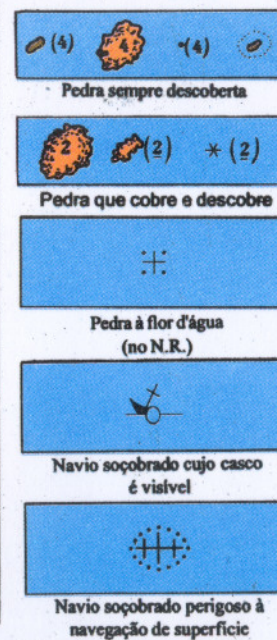 (4) 4 (4)
Pedra sempre descoberta
2 (2) (2)
Pedra que cobre e descobre
Pedra à flor d'água
(no N.R.)
Navio soçobrado cujo casco
é visível
Navio soçobrado perigoso à
navegação de superfície